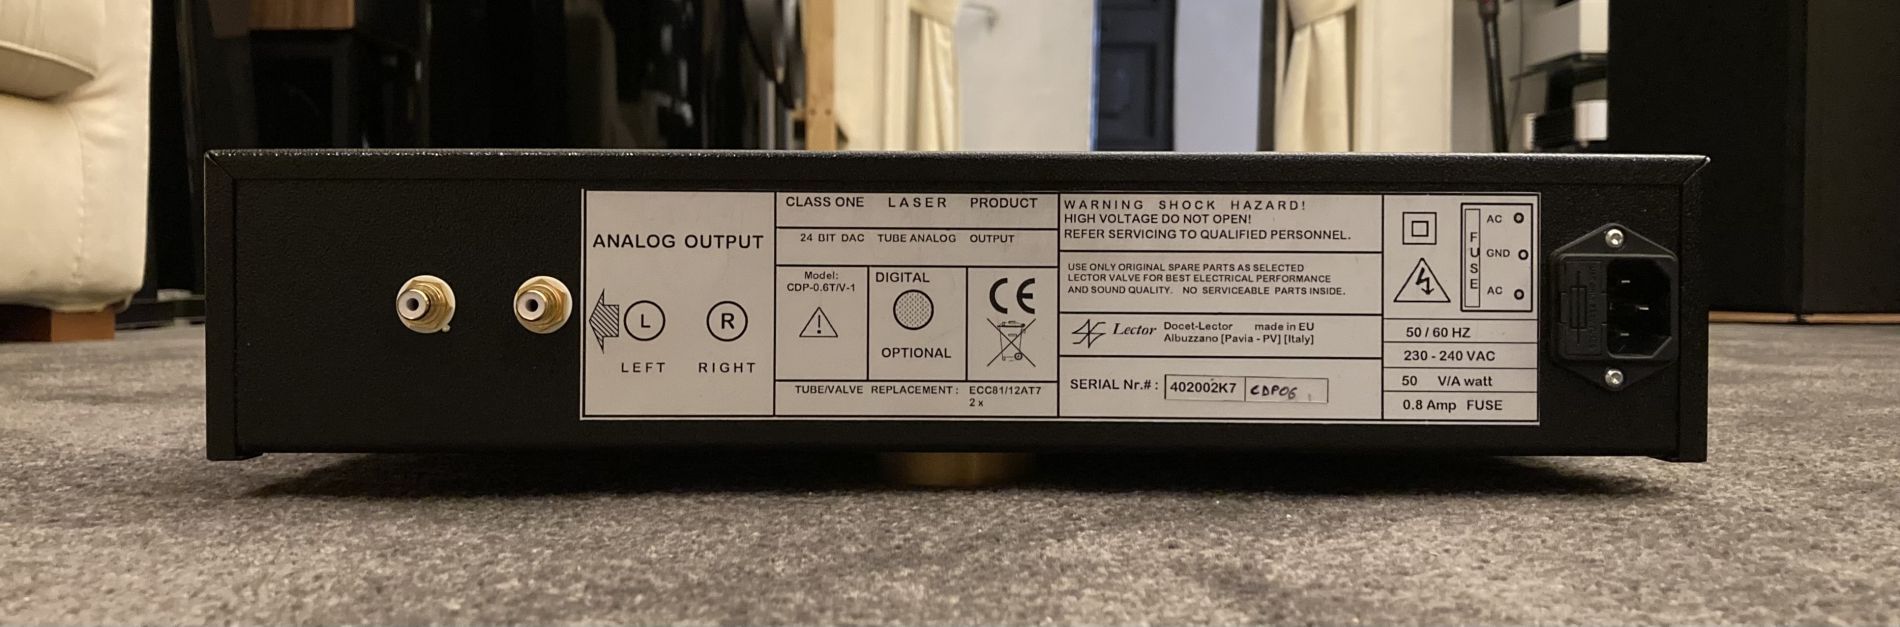 ANALOG OUTPUT
L R
LEFT RIGHT
CLASS ONE LASER PRODUCT
24 BIT DAC TUBE ANALOG OUTPUT
Model:
CDP-0.6T/V-1
DIGITAL
OPTIONAL
CE
TUBE/VALVE REPLACEMENT : ECC81/12AT7
2 x
WARNING SHOCK HAZARD!
HIGH VOLTAGE DO NOT OPEN!
REFER SERVICING TO QUALIFIED PERSONNEL.
USE ONLY ORIGINAL SPARE PARTS AS SELECTED
LECTOR VALVE FOR BEST ELECTRICAL PERFORMANCE
AND SOUND QUALITY. NO SERVICEABLE PARTS INSIDE.
Lector Docet-Lector made in EU
Albuzzano [Pavia - PV] [Italy]
SERIAL Nr.# : 402002K7 CDP06
FUSE
AC
GND
AC
50 / 60 HZ
230 - 240 VAC
50 V/A watt
0.8 Amp FUSE